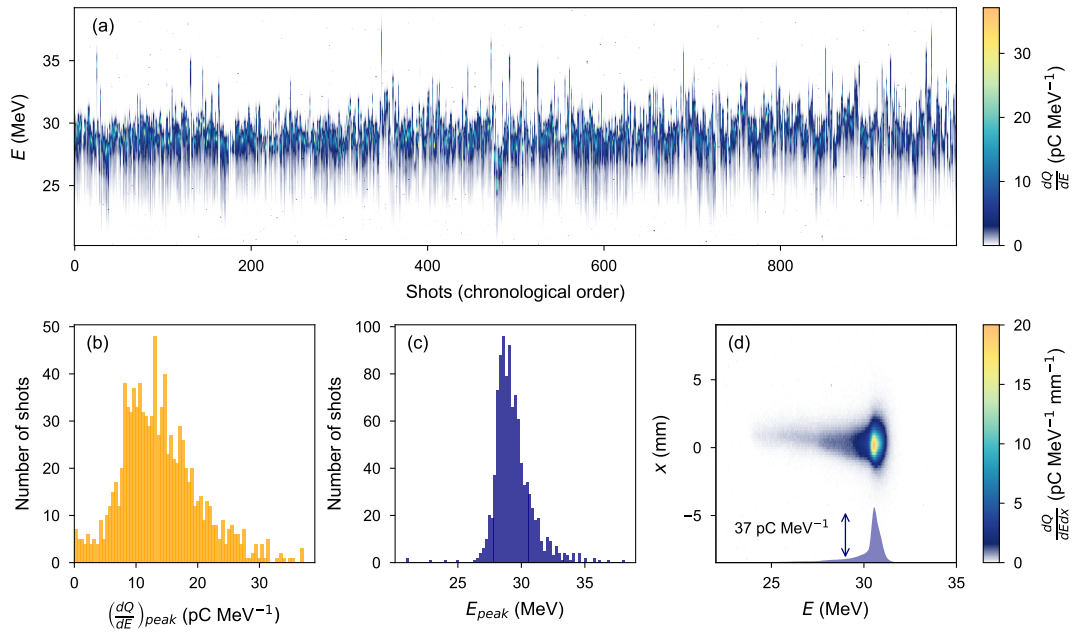 (a)
E (MeV)
35
30
25
0
200
400
600
800
Shots (chronological order)
30
20
10
0
dQ/dE (pC MeV⁻¹)
(b)
Number of shots
50
40
30
20
10
0
0
10
20
30
(dQ/dE)peak (pC MeV⁻¹)
(c)
Number of shots
100
80
60
40
20
0
25
30
35
Epeak (MeV)
(d)
x (mm)
5
0
−5
37 pC MeV⁻¹
25
30
35
E (MeV)
20
15
10
5
0
dQ/dEdx (pC MeV⁻¹ mm⁻¹)